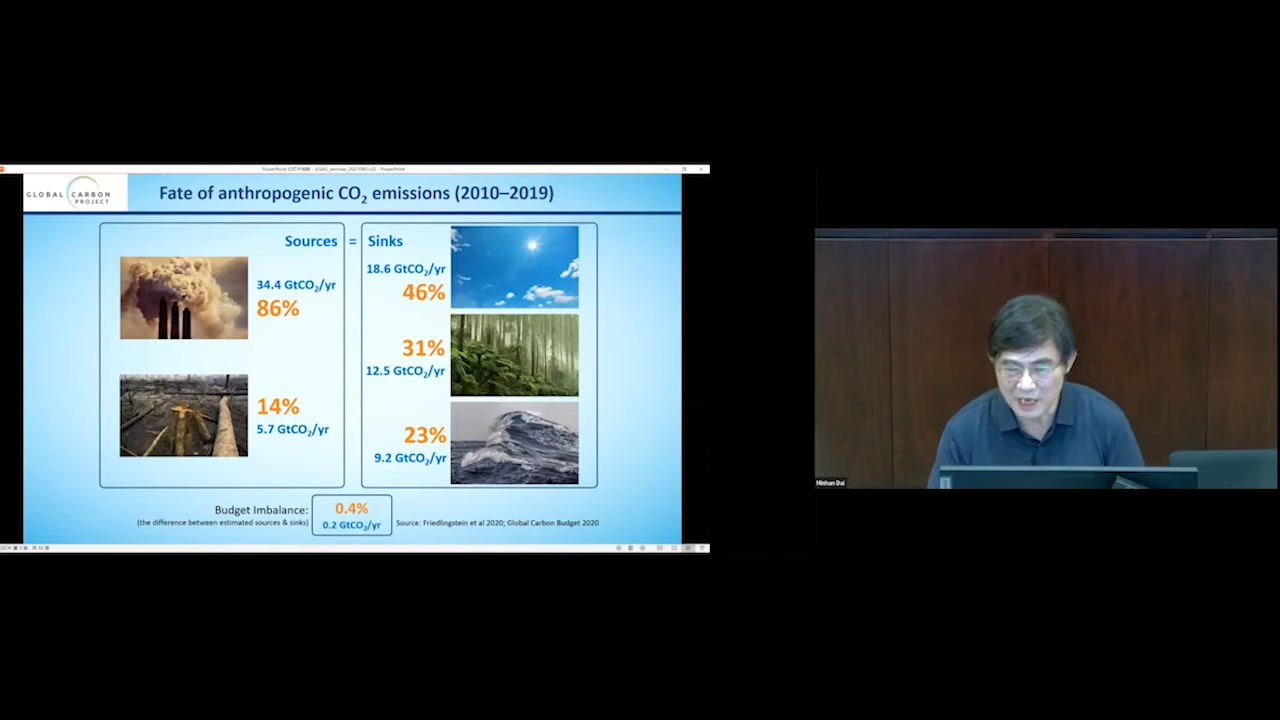 GLOBAL CARBON
PROJECT
Fate of anthropogenic CO₂ emissions (2010–2019)
Sources = Sinks
34.4 GtCO₂/yr
86%
14%
5.7 GtCO₂/yr
18.6 GtCO₂/yr
46%
31%
12.5 GtCO₂/yr
23%
9.2 GtCO₂/yr
Budget Imbalance:
(the difference between estimated sources & sinks)
0.4%
0.2 GtCO₂/yr
Source: Friedlingstein et al 2020; Global Carbon Budget 2020
Minhan Dai